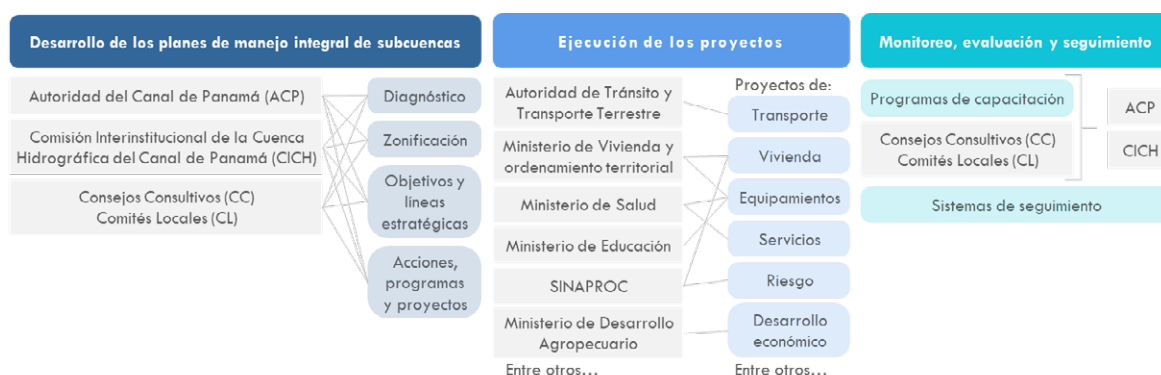 Desarrollo de los planes de manejo integral de subcuencas
Autoridad del Canal de Panamá (ACP)
Comisión Interinstitucional de la Cuenca
Hidrográfica del Canal de Panamá (CICH)
Consejos Consultivos (CC)
Comités Locales (CL)
Diagnóstico
Zonificación
Objetivos y
líneas
estratégicas
Acciones,
programas
y proyectos
Ejecución de los proyectos
Autoridad de Tránsito y
Transporte Terrestre
Ministerio de Vivienda y
ordenamiento territorial
Ministerio de Salud
Ministerio de Educación
SINAPROC
Ministerio de Desarrollo
Agropecuario
Entre otros...
Proyectos de:
Transporte
Vivienda
Equipamientos
Servicios
Riesgo
Desarrollo
económico
Entre otros...
Monitoreo, evaluación y seguimiento
Programas de capacitación
Consejos Consultivos (CC)
Comités Locales (CL)
ACP
CICH
Sistemas de seguimiento